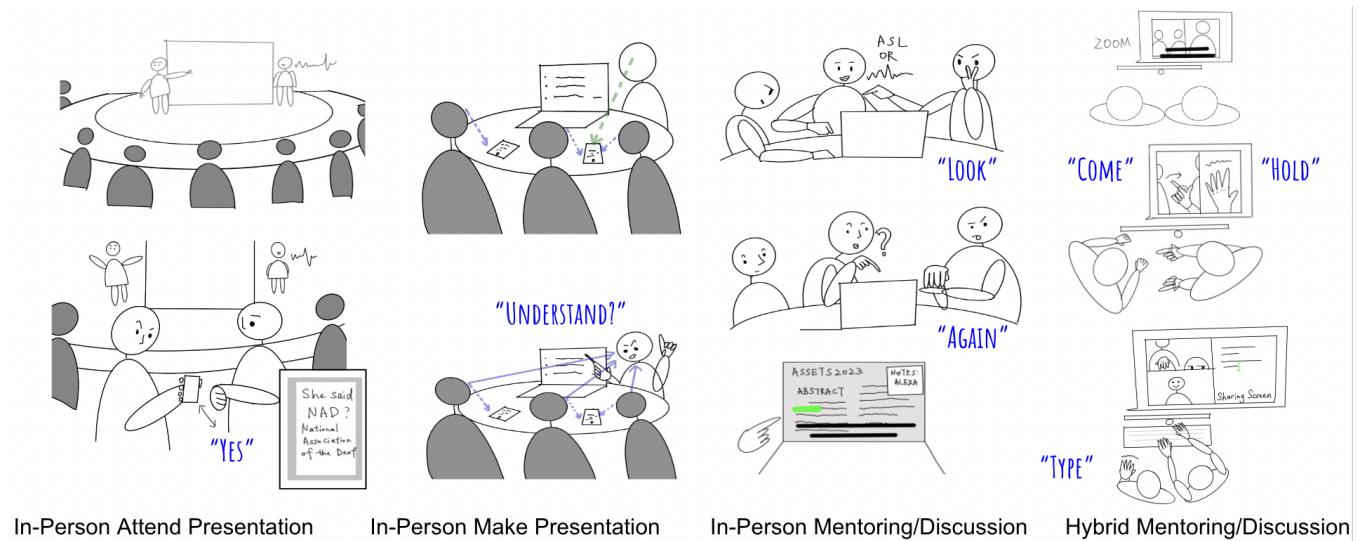 "YES"
She said
NAD?
National
Association
of the Deaf
In-Person Attend Presentation
"UNDERSTAND?"
In-Person Make Presentation
ASL
OR
"LOOK"
"AGAIN"
ASSETS2023
ABSTRACT
NOTES:
ALEXA
In-Person Mentoring/Discussion
ZOOM
"COME"
"HOLD"
Sharing Screen
"TYPE"
Hybrid Mentoring/Discussion